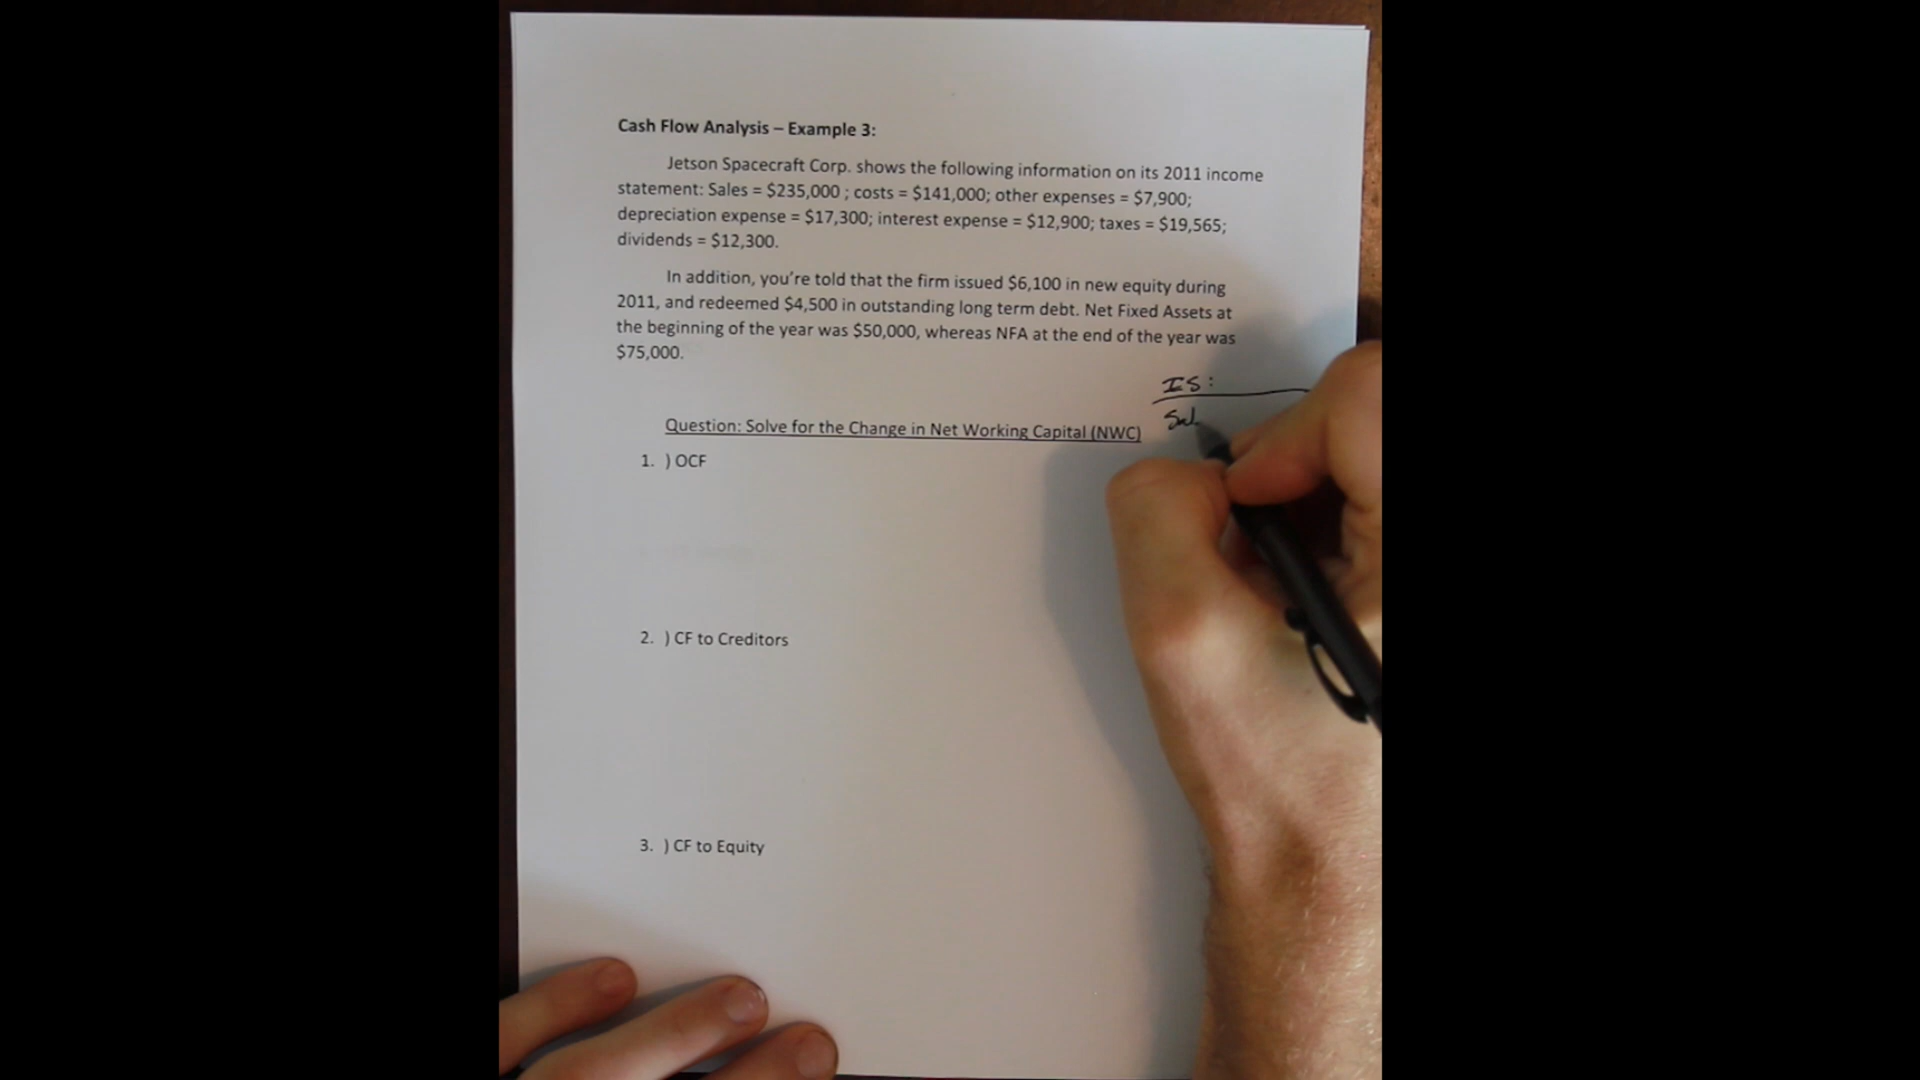 Cash Flow Analysis – Example 3:
Jetson Spacecraft Corp. shows the following information on its 2011 income
statement: Sales = $235,000 ; costs = $141,000; other expenses = $7,900;
depreciation expense = $17,300; interest expense = $12,900; taxes = $19,565;
dividends = $12,300.
In addition, you're told that the firm issued $6,100 in new equity during
2011, and redeemed $4,500 in outstanding long term debt. Net Fixed Assets at
the beginning of the year was $50,000, whereas NFA at the end of the year was
$75,000.
IS:
Sal
Question: Solve for the Change in Net Working Capital (NWC)
1. ) OCF
2. ) CF to Creditors
3. ) CF to Equity